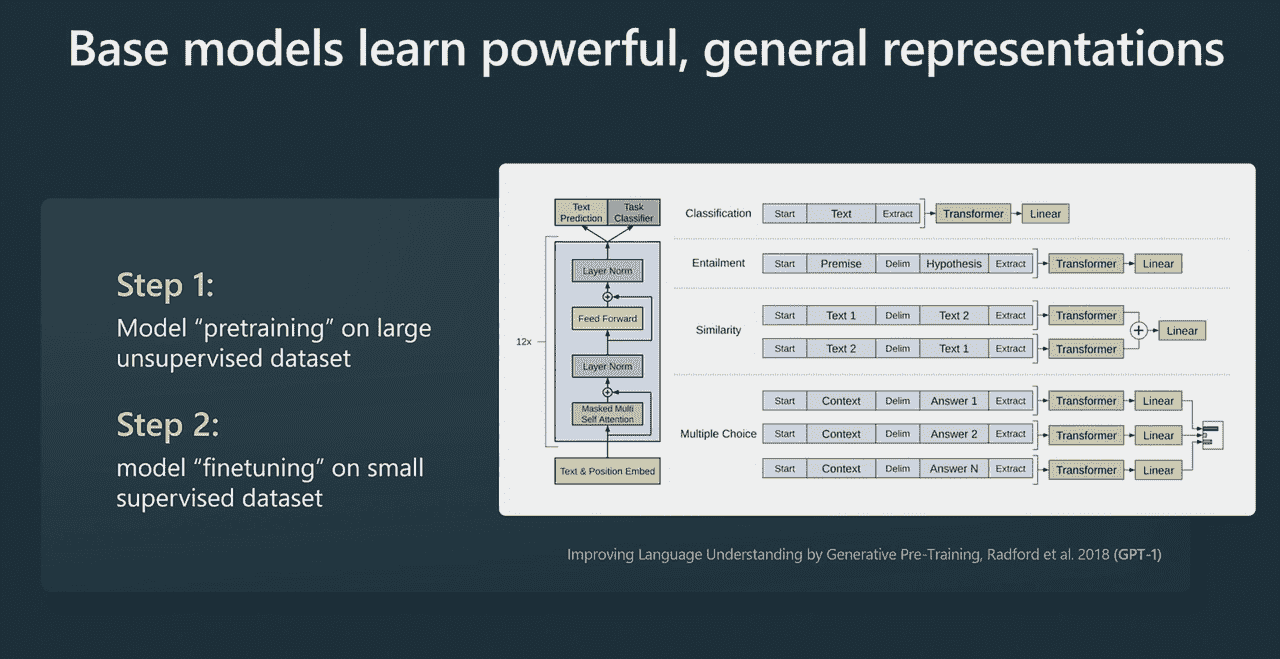 Base models learn powerful, general representations
Step 1:
Model “pretraining” on large
unsupervised dataset
Step 2:
model “finetuning” on small
supervised dataset
Text
Prediction
Task
Classifier
Layer Norm
Feed Forward
12x
Layer Norm
Masked Multi
Self Attention
Text & Position Embed
Classification Start Text Extract Transformer Linear
Entailment Start Premise Delim Hypothesis Extract Transformer Linear
Similarity
Start Text 1 Delim Text 2 Extract Transformer
+ Linear
Start Text 2 Delim Text 1 Extract Transformer
Multiple Choice
Start Context Delim Answer 1 Extract Transformer Linear
Start Context Delim Answer 2 Extract Transformer Linear
Start Context Delim Answer N Extract Transformer Linear
Improving Language Understanding by Generative Pre-Training, Radford et al. 2018 (GPT-1)